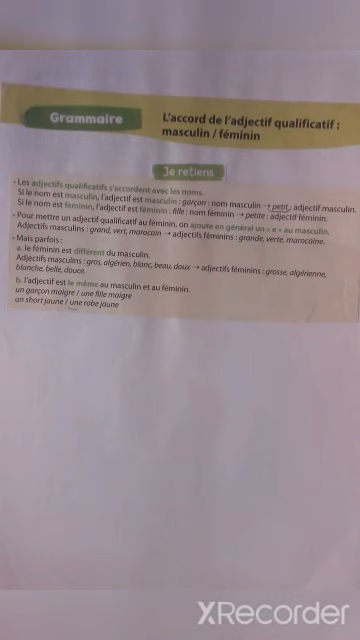 Grammaire
L'accord de l'adjectif qualificatif :
masculin / féminin
Je retiens
• Les adjectifs qualificatifs s'accordent avec les noms.
Si le nom est masculin, l'adjectif est masculin : garçon : nom masculin → petit : adjectif masculin.
Si le nom est féminin, l'adjectif est féminin : fille : nom féminin → petite : adjectif féminin.
• Pour mettre un adjectif qualificatif au féminin, on ajoute en général un « e » au masculin.
Adjectifs masculins : grand, vert, marocain → adjectifs féminins : grande, verte, marocaine.
• Mais parfois :
a. le féminin est différent du masculin.
Adjectifs masculins : gros, algérien, blanc, beau, doux → adjectifs féminins : grosse, algérienne,
blanche, belle, douce.
b. l'adjectif est le même au masculin et au féminin.
un garçon maigre / une fille maigre
un short jaune / une robe jaune
XRecorder